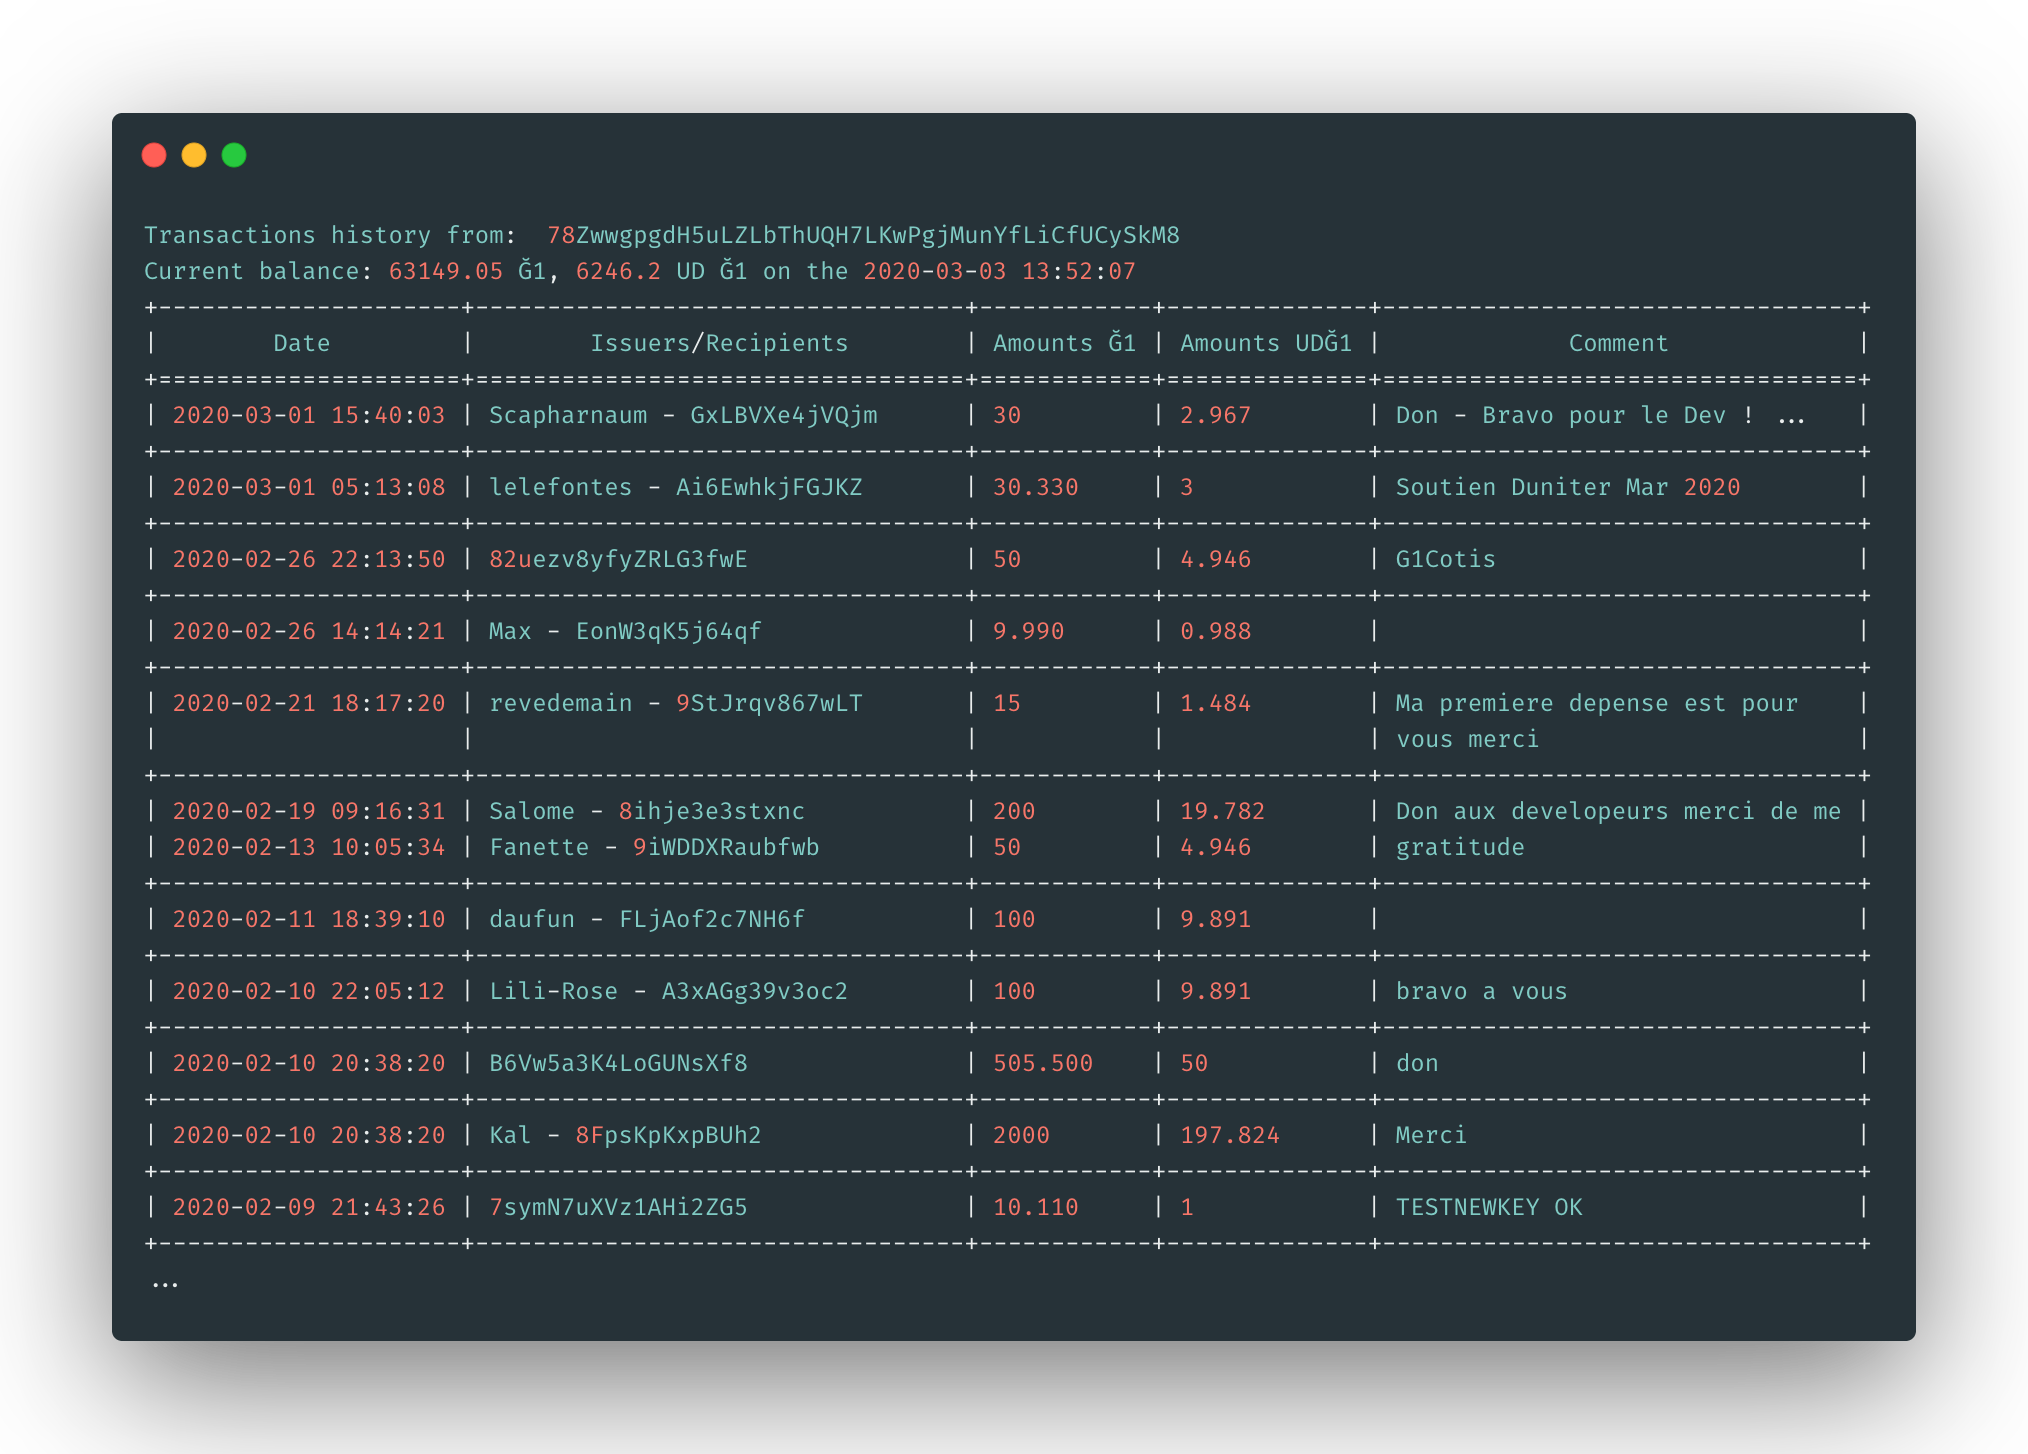 Transactions history from:  78ZwwgpgdH5uLZLbThUQH7LKwPgjMunYfLiCfUCySkM8
Current balance: 63149.05 Ğ1, 6246.2 UD Ğ1 on the 2020-03-03 13:52:07
+---------------------+----------------------------------+------------+--------------+---------------------------------+
|        Date         |        Issuers/Recipients        | Amounts Ğ1 | Amounts UDĞ1 |             Comment             |
+=====================+==================================+============+==============+=================================+
| 2020-03-01 15:40:03 | Scapharnaum - GxLBVXe4jVQjm      | 30         | 2.967        | Don - Bravo pour le Dev ! ...   |
+---------------------+----------------------------------+------------+--------------+---------------------------------+
| 2020-03-01 05:13:08 | lelefontes - Ai6EwhkjFGJKZ       | 30.330     | 3            | Soutien Duniter Mar 2020        |
+---------------------+----------------------------------+------------+--------------+---------------------------------+
| 2020-02-26 22:13:50 | 82uezv8yfyZRLG3fwE               | 50         | 4.946        | G1Cotis                         |
+---------------------+----------------------------------+------------+--------------+---------------------------------+
| 2020-02-26 14:14:21 | Max - EonW3qK5j64qf              | 9.990      | 0.988        |                                 |
+---------------------+----------------------------------+------------+--------------+---------------------------------+
| 2020-02-21 18:17:20 | revedemain - 9StJrqv867wLT       | 15         | 1.484        | Ma premiere depense est pour    |
|                     |                                  |            |              | vous merci                      |
+---------------------+----------------------------------+------------+--------------+---------------------------------+
| 2020-02-19 09:16:31 | Salome - 8ihje3e3stxnc           | 200        | 19.782       | Don aux developeurs merci de me |
| 2020-02-13 10:05:34 | Fanette - 9iWDDXRaubfwb          | 50         | 4.946        | gratitude                       |
+---------------------+----------------------------------+------------+--------------+---------------------------------+
| 2020-02-11 18:39:10 | daufun - FLjAof2c7NH6f           | 100        | 9.891        |                                 |
+---------------------+----------------------------------+------------+--------------+---------------------------------+
| 2020-02-10 22:05:12 | Lili-Rose - A3xAGg39v3oc2        | 100        | 9.891        | bravo a vous                    |
+---------------------+----------------------------------+------------+--------------+---------------------------------+
| 2020-02-10 20:38:20 | B6Vw5a3K4LoGUNsXf8               | 505.500    | 50           | don                             |
+---------------------+----------------------------------+------------+--------------+---------------------------------+
| 2020-02-10 20:38:20 | Kal - 8FpsKpKxpBUh2              | 2000       | 197.824      | Merci                           |
+---------------------+----------------------------------+------------+--------------+---------------------------------+
| 2020-02-09 21:43:26 | 7symN7uXVz1AHi2ZG5               | 10.110     | 1            | TESTNEWKEY OK                   |
+---------------------+----------------------------------+------------+--------------+---------------------------------+
...